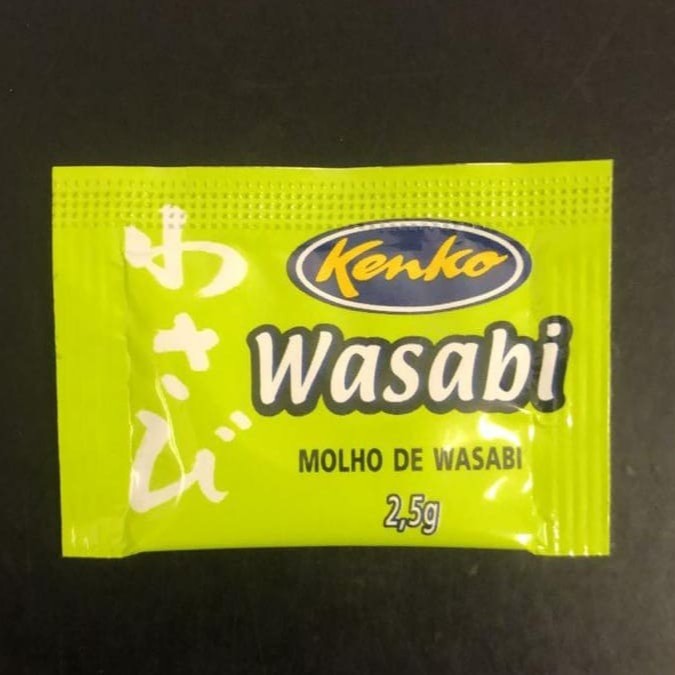 わさび
Kenko
Wasabi
MOLHO DE WASABI
2,5g